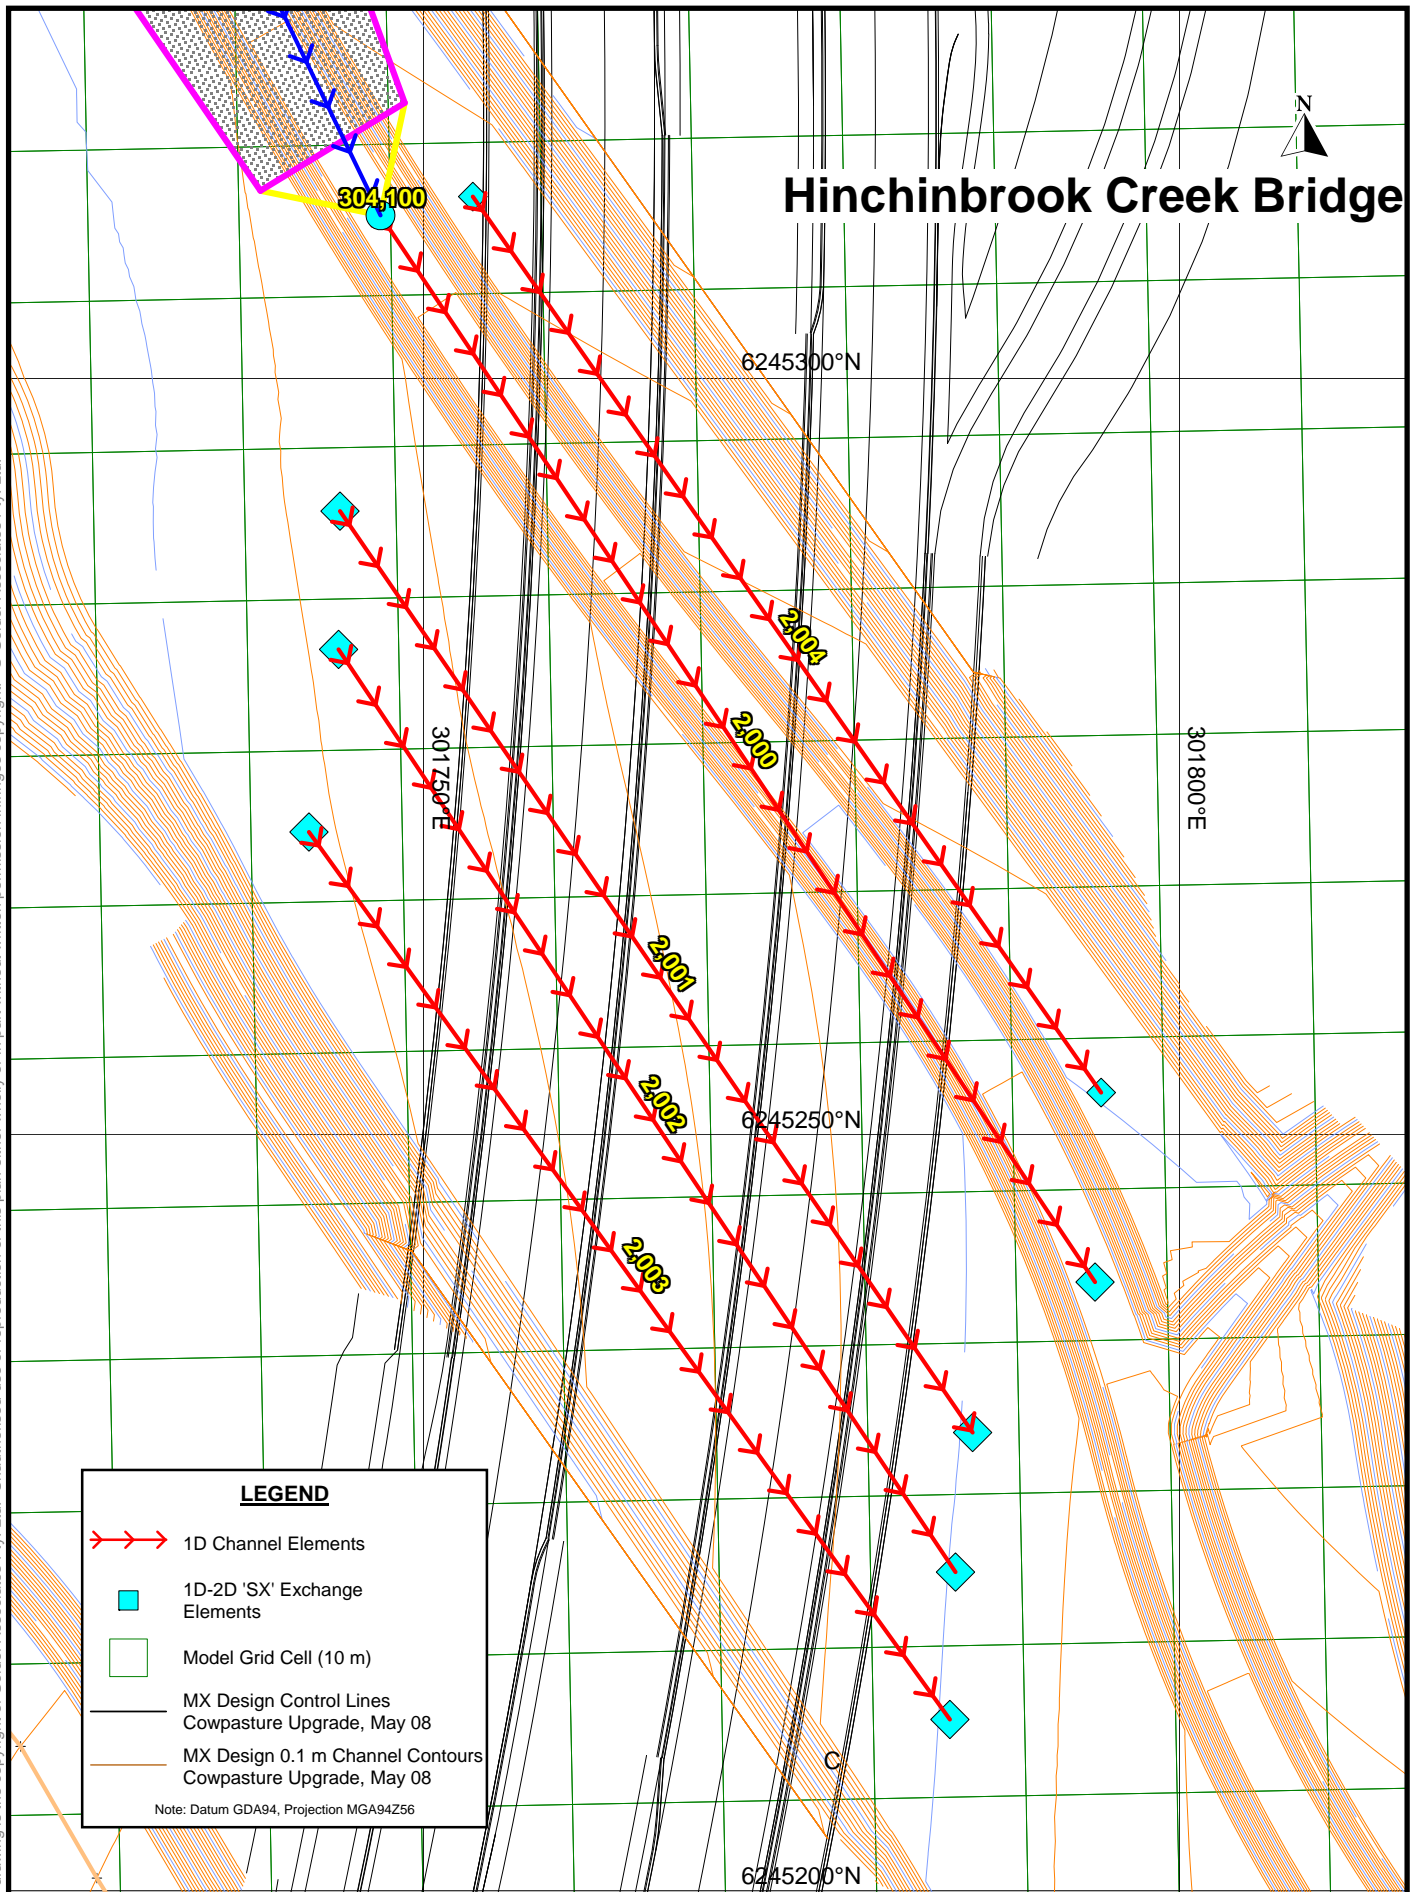 N
Hinchinbrook Creek Bridge
304,100
6245300°N
2,004
2,000
301750°E
301800°E
2,001
2,002
6245250°N
2,003
LEGEND
1D Channel Elements
1D-2D 'SX' Exchange
Elements
Model Grid Cell (10 m)
MX Design Control Lines
Cowpasture Upgrade, May 08
MX Design 0.1 m Channel Contours
Cowpasture Upgrade, May 08
Note: Datum GDA94, Projection MGA94Z56
C
6245200°N